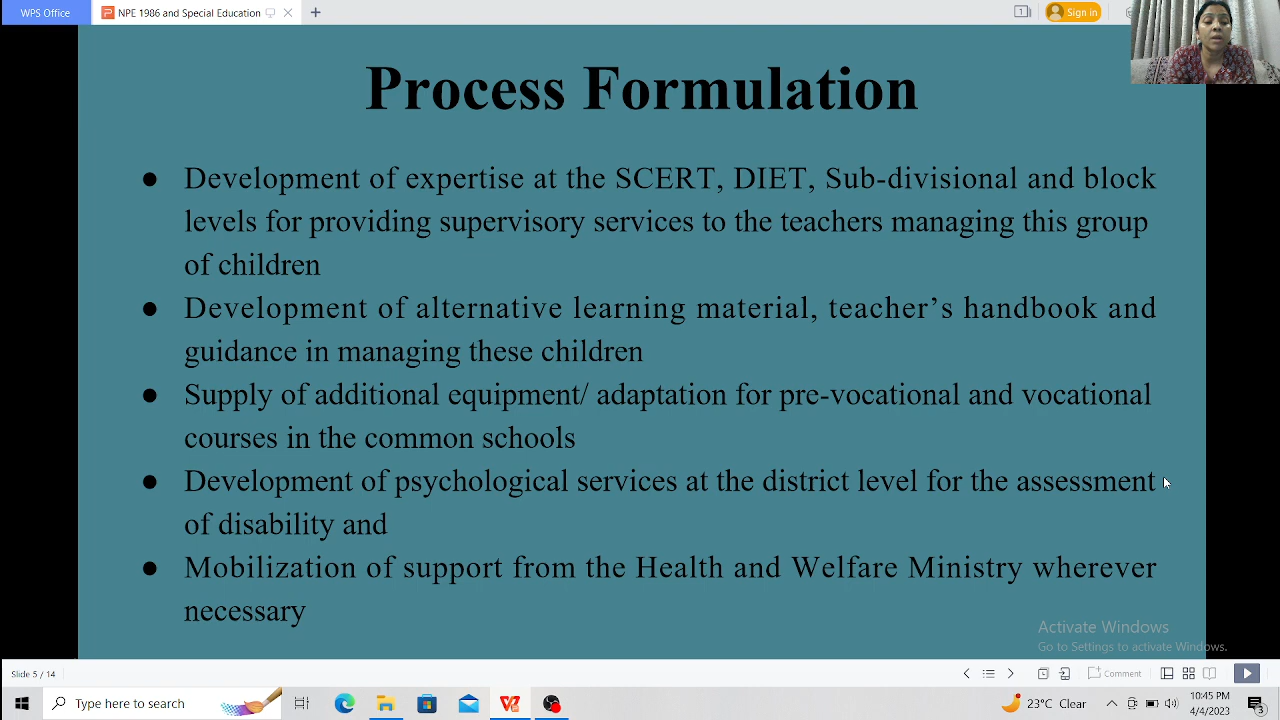 WPS Office
NPE 1986 and Special Education
Sign in
Process Formulation
● Development of expertise at the SCERT, DIET, Sub-divisional and block
levels for providing supervisory services to the teachers managing this group
of children
● Development of alternative learning material, teacher’s handbook and
guidance in managing these children
● Supply of additional equipment/ adaptation for pre-vocational and vocational
courses in the common schools
● Development of psychological services at the district level for the assessment
of disability and
● Mobilization of support from the Health and Welfare Ministry wherever
necessary
Activate Windows
Go to Settings to activate Windows.
Slide 5 / 14
Comment
Type here to search
23°C Clear
10:45 PM
4/4/2023